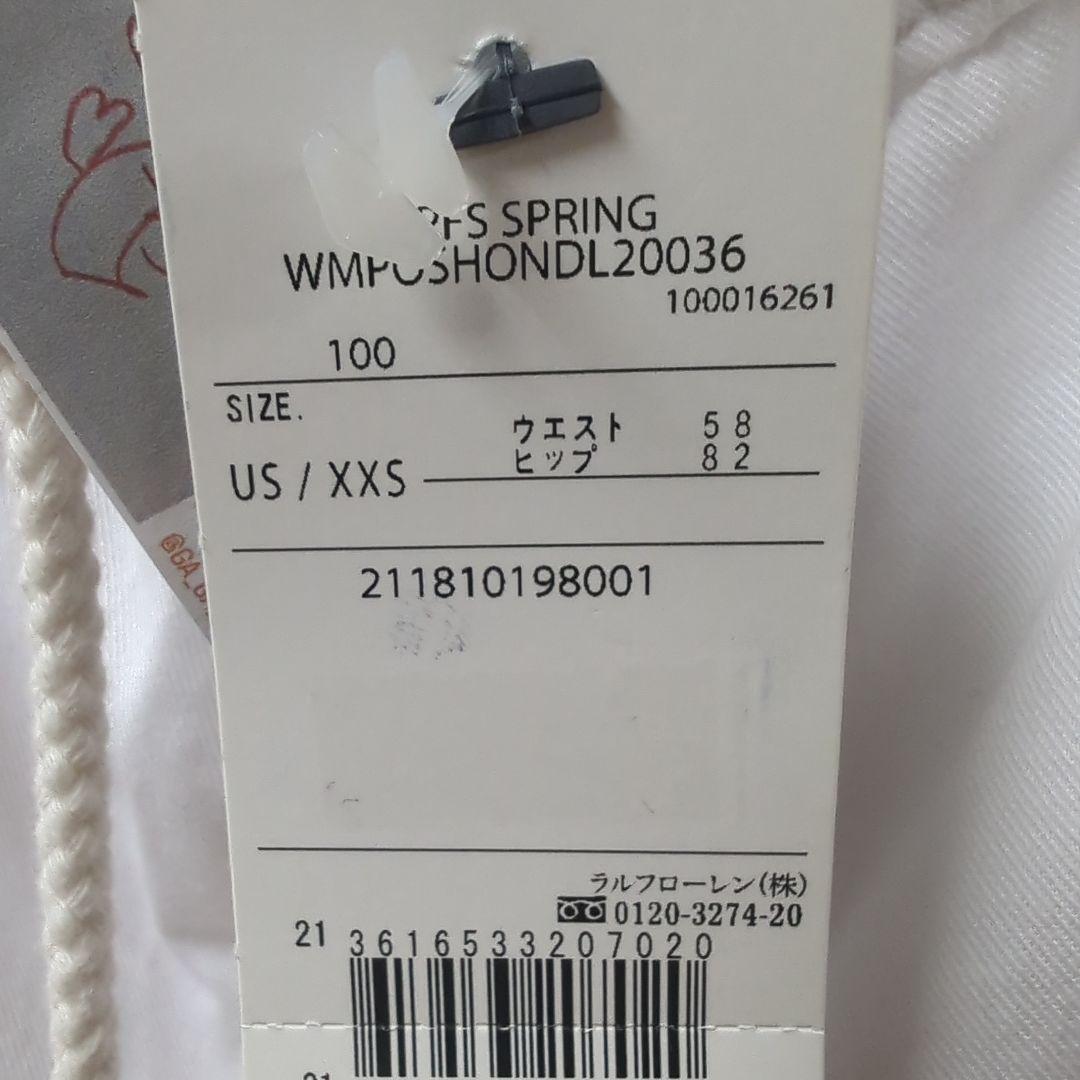 SPRING
100016261
100
SIZE.
ウエスト 58
ヒップ 82
US / XXS
211810198001
ラルフローレン(株)
0120-3274-20
21 3616533207020